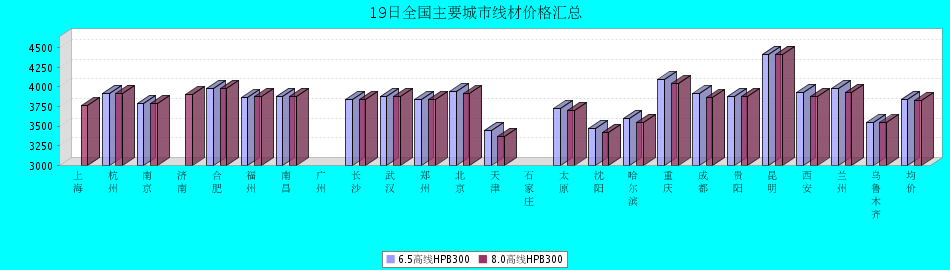 19日全国主要城市线材价格汇总
4500
4250
4000
3750
3500
3250
3000
上海
杭州
南京
济南
合肥
福州
南昌
广州
长沙
武汉
郑州
北京
天津
石家庄
太原
沈阳
哈尔滨
重庆
成都
贵阳
昆明
西安
兰州
乌鲁木齐
均价
6.5高线HPB300
8.0高线HPB300